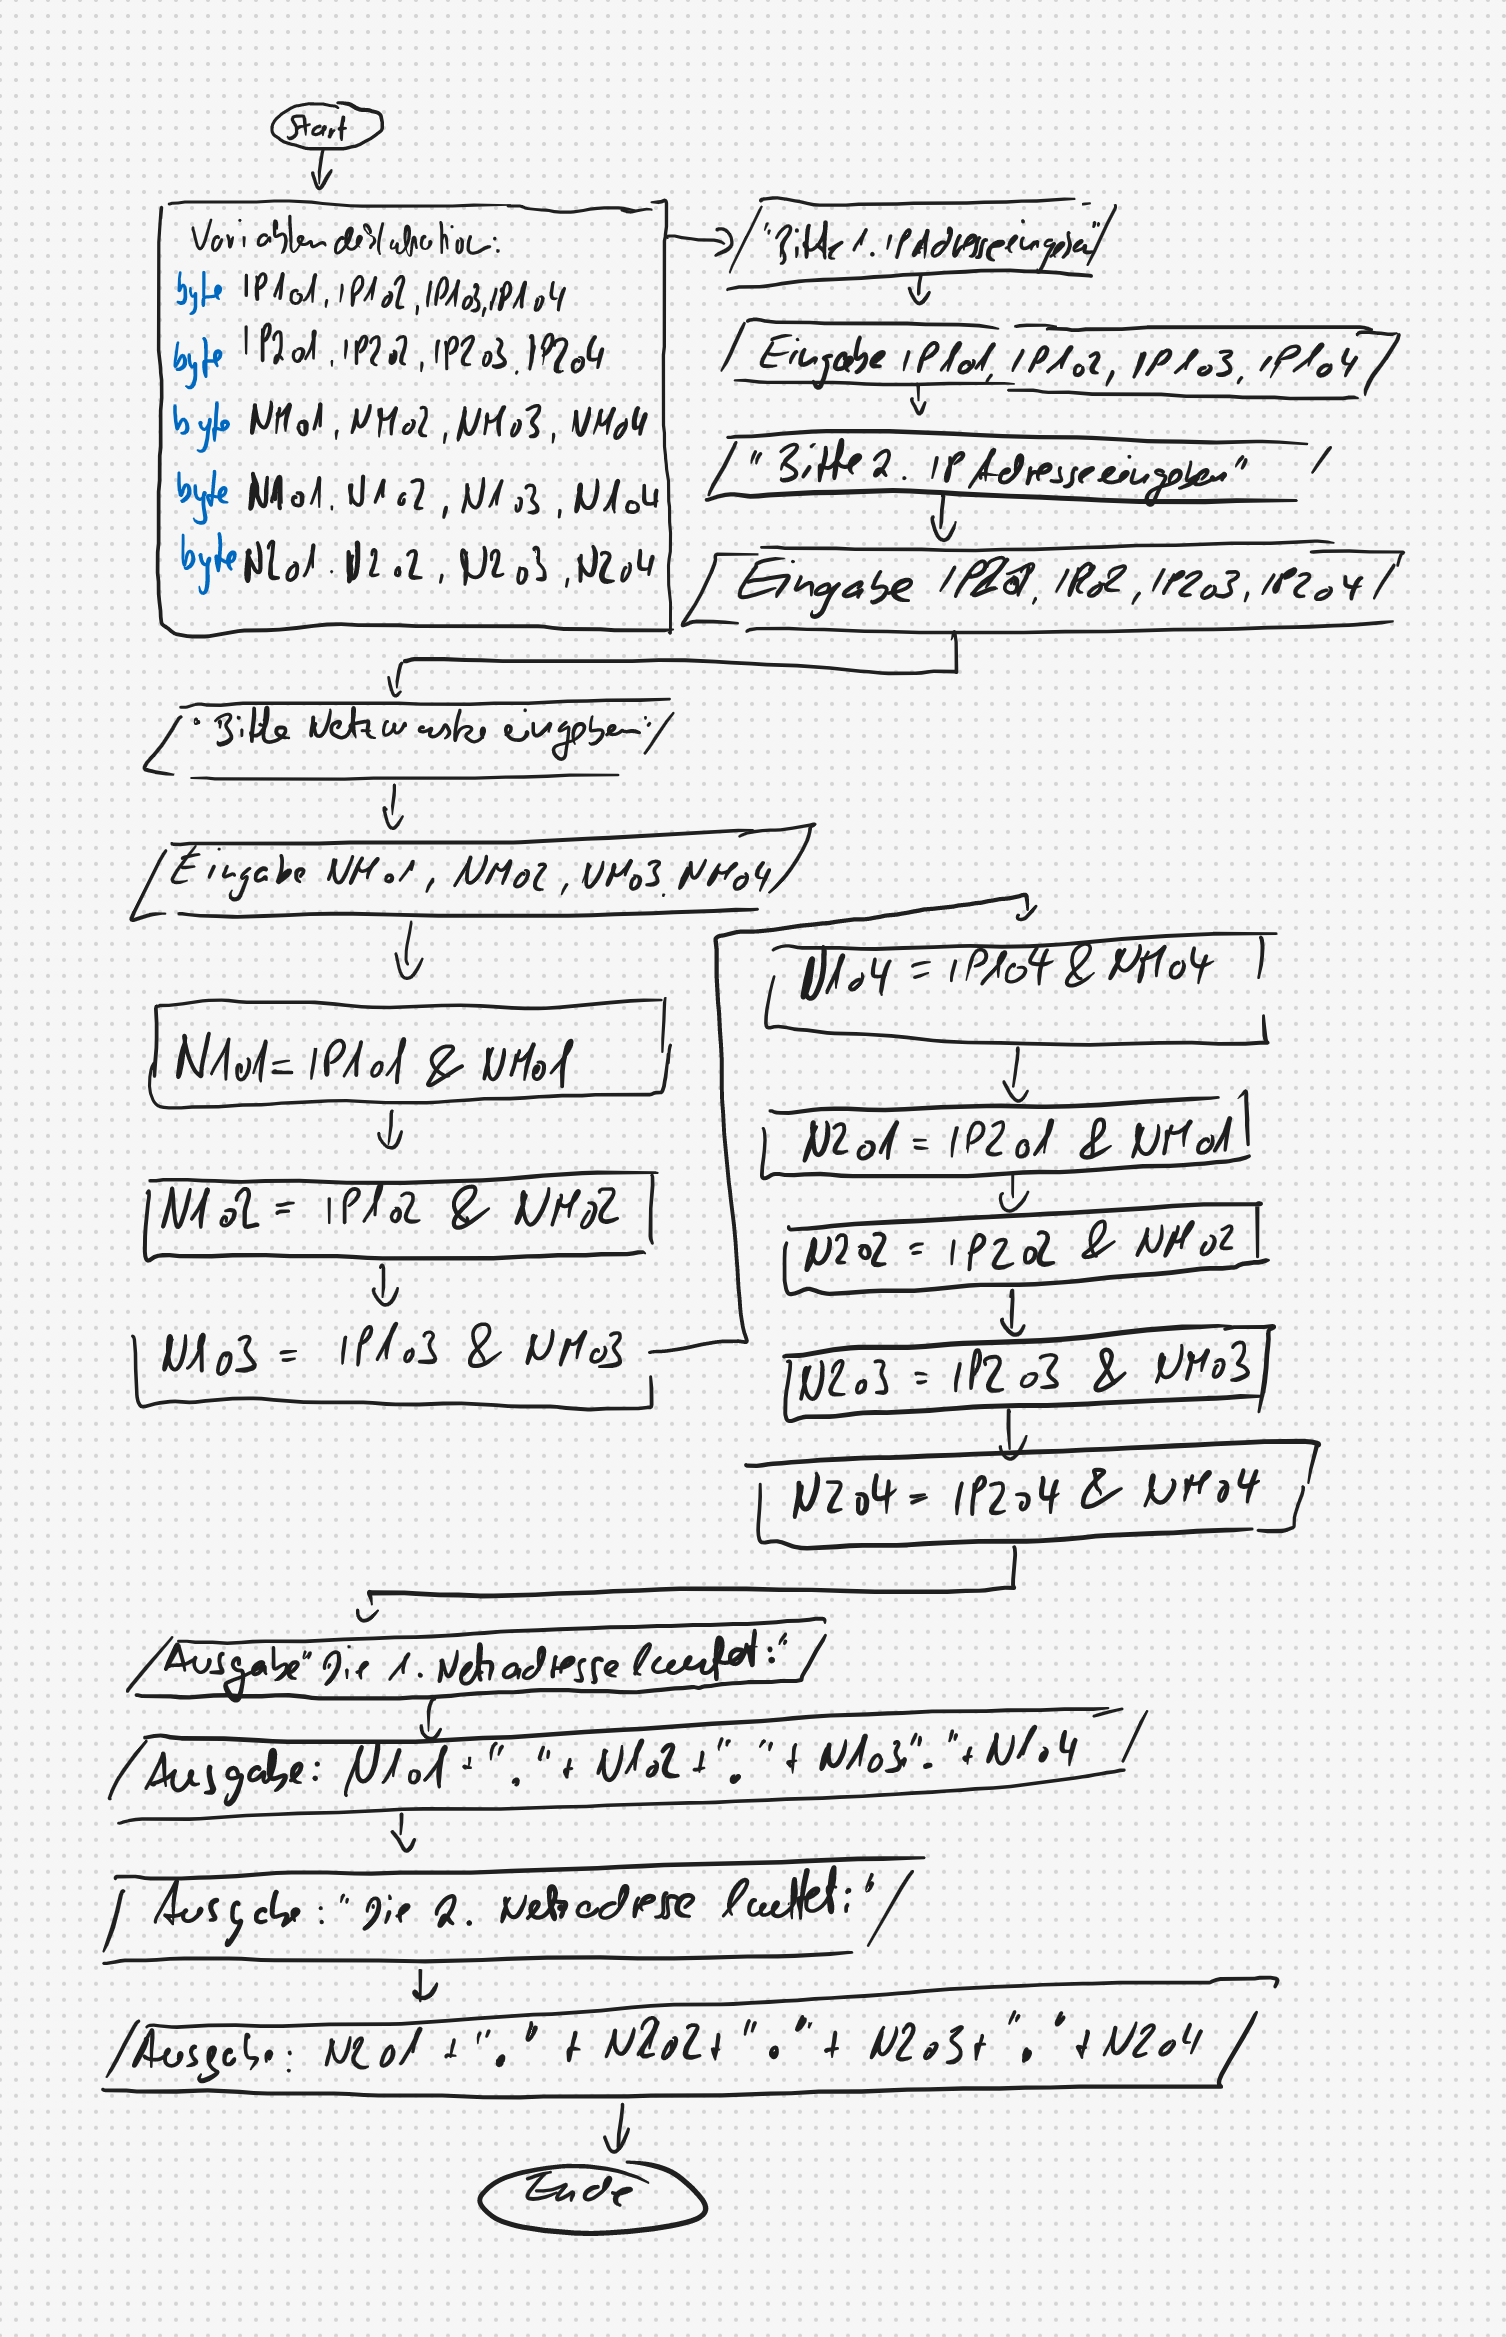 Start
Variablendeklaration:
byte IP1O1, IP1O2, IP1O3, IP1O4
byte IP2O1, IP2O2, IP2O3, IP2O4
byte NMO1, NMO2, NMO3, NMO4
byte N1O1, N1O2, N1O3, N1O4
byte N2O1, N2O2, N2O3, N2O4
"Bitte 1. IP Adresse eingeben"
Eingabe IP1O1, IP1O2, IP1O3, IP1O4
"Bitte 2. IP Adresse eingeben"
Eingabe IP2O1, IP2O2, IP2O3, IP2O4
"Bitte Netzmaske eingeben:"
Eingabe NMO1, NMO2, NMO3, NMO4
N1O1 = IP1O1 & NMO1
N1O2 = IP1O2 & NMO2
N1O3 = IP1O3 & NMO3
N1O4 = IP1O4 & NMO4
N2O1 = IP2O1 & NMO1
N2O2 = IP2O2 & NMO2
N2O3 = IP2O3 & NMO3
N2O4 = IP2O4 & NMO4
Ausgabe "Die 1. Netzadresse lautet:"
Ausgabe: N1O1 + "." + N1O2 + "." + N1O3 "." + N1O4
Ausgabe: "Die 2. Netzadresse lautet:"
Ausgabe: N2O1 + "." + N2O2 + "." + N2O3 + "." + N2O4
Ende